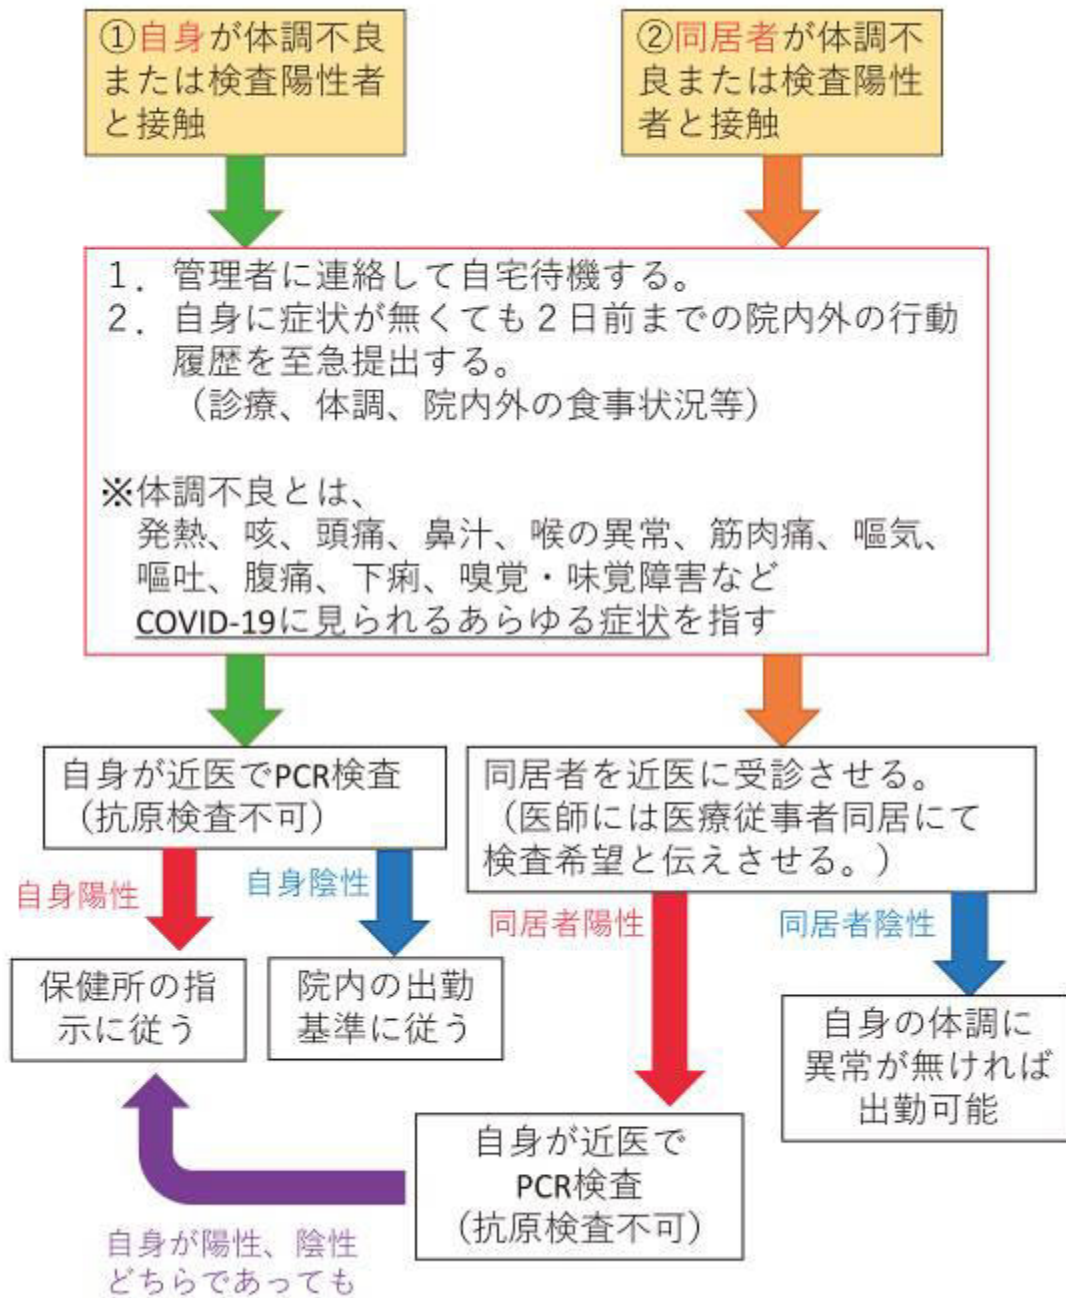 ①自身が体調不良
または検査陽性者
と接触
②同居者が体調不
良または検査陽性
者と接触
１．管理者に連絡して自宅待機する。
２．自身に症状が無くても２日前までの院内外の行動
履歴を至急提出する。
（診療、体調、院内外の食事状況等）
※体調不良とは、
発熱、咳、頭痛、鼻汁、喉の異常、筋肉痛、嘔気、
嘔吐、腹痛、下痢、嗅覚・味覚障害など
COVID-19に見られるあらゆる症状を指す
自身が近医でPCR検査
（抗原検査不可）
同居者を近医に受診させる。
（医師には医療従事者同居にて
検査希望と伝えさせる。）
自身陽性
自身陰性
同居者陽性
同居者陰性
保健所の指
示に従う
院内の出勤
基準に従う
自身の体調に
異常が無ければ
出勤可能
自身が近医で
PCR検査
（抗原検査不可）
自身が陽性、陰性
どちらであっても